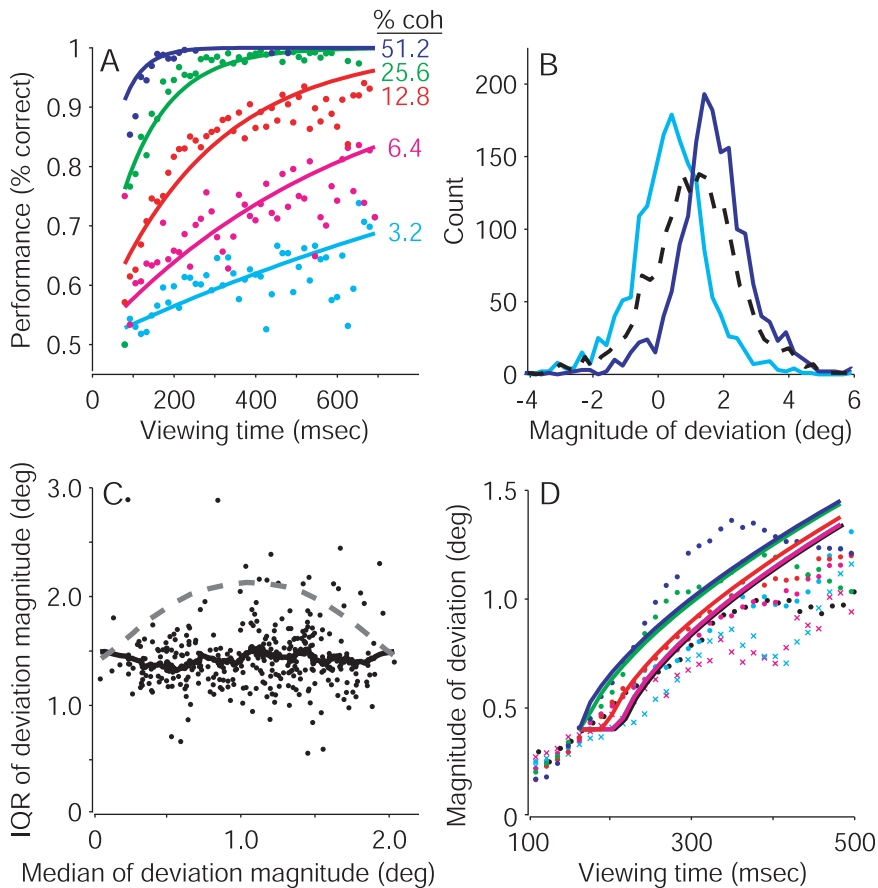 % coh
A
51.2
25.6
12.8
6.4
3.2
1
0.9
0.8
0.7
0.6
0.5
Performance (% correct)
0 200 400 600
Viewing time (msec)
B
200
150
100
50
0
Count
-4 -2 0 2 4 6
Magnitude of deviation (deg)
C
3.0
2.0
1.0
0
IQR of deviation magnitude (deg)
0 1.0 2.0
Median of deviation magnitude (deg)
D
1.5
1.0
0.5
0
Magnitude of deviation (deg)
100 300 500
Viewing time (msec)